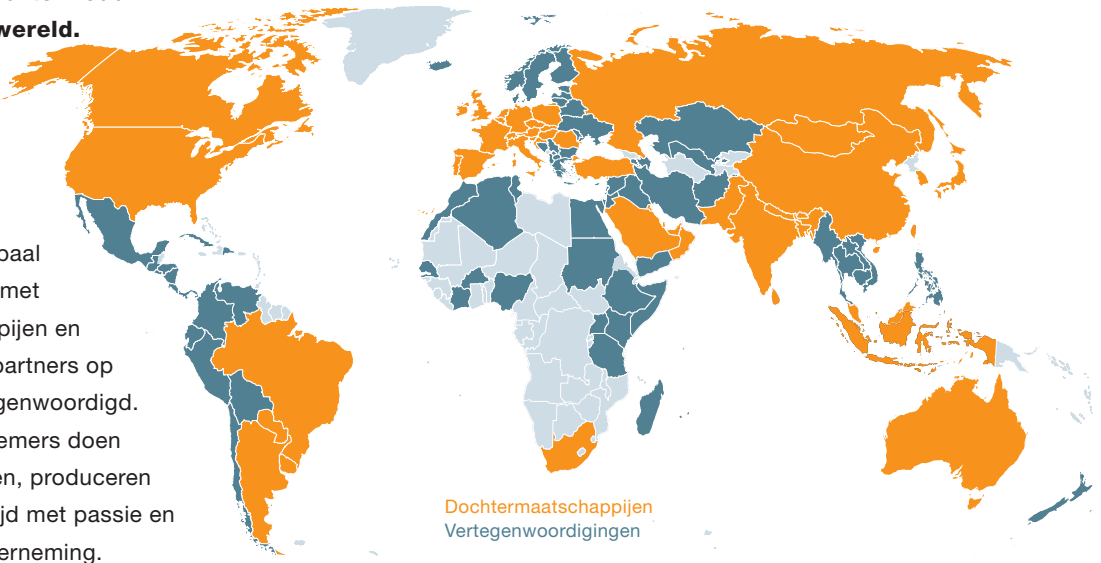 wereld.
paal
met
pijen en
partners op
genwoordigd.
emers doen
en, produceren
jd met passie en
erneming.
Dochtermaatschappijen
Vertegenwoordigingen